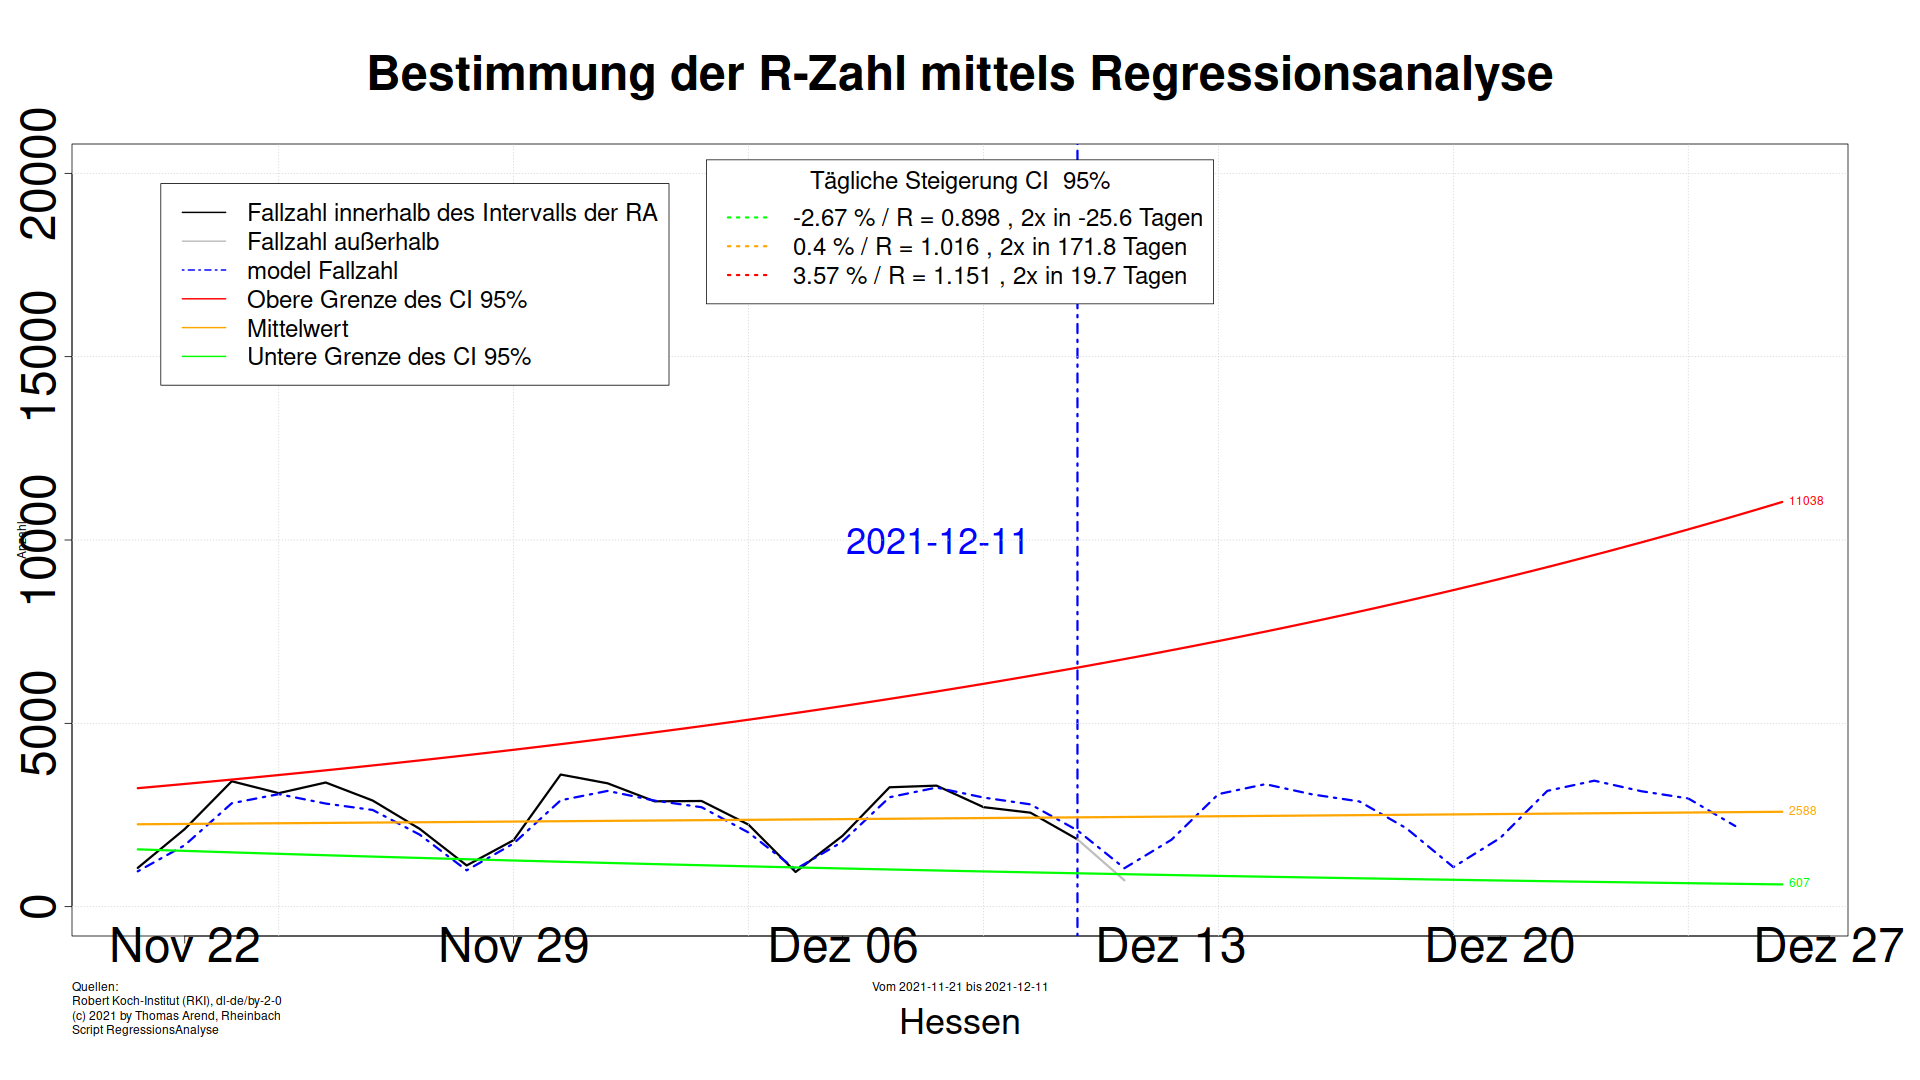 Bestimmung der R-Zahl mittels Regressionsanalyse
Tägliche Steigerung CI  95%
-2.67 % / R = 0.898 , 2x in -25.6 Tagen
0.4 % / R = 1.016 , 2x in 171.8 Tagen
3.57 % / R = 1.151 , 2x in 19.7 Tagen
Fallzahl innerhalb des Intervalls der RA
Fallzahl außerhalb
model Fallzahl
Obere Grenze des CI 95%
Mittelwert
Untere Grenze des CI 95%
20000
15000
10000
5000
0
Anzahl
2021-12-11
11038
2588
607
Nov 22
Nov 29
Dez 06
Dez 13
Dez 20
Dez 27
Quellen:
Robert Koch-Institut (RKI), dl-de/by-2-0
(c) 2021 by Thomas Arend, Rheinbach
Script RegressionsAnalyse
Vom 2021-11-21 bis 2021-12-11
Hessen